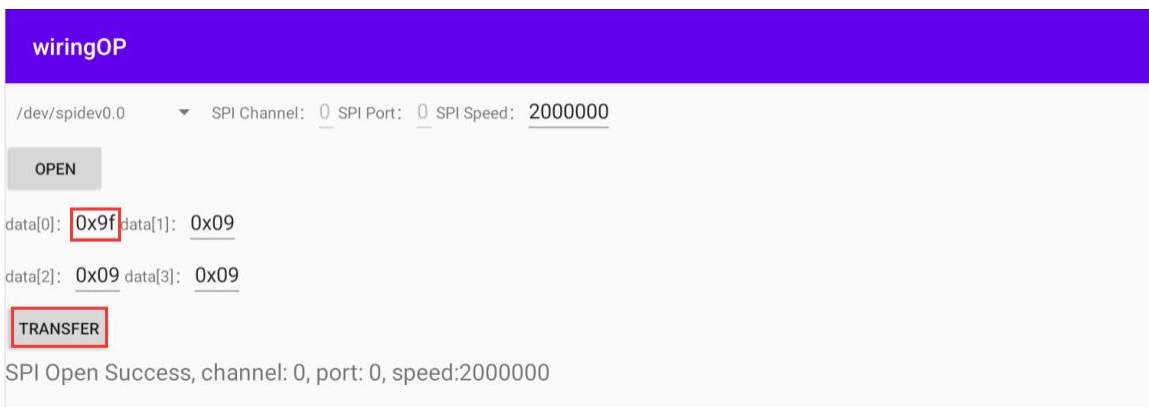 wiringOP
/dev/spidev0.0 SPI Channel: 0 SPI Port: 0 SPI Speed: 2000000
OPEN
data[0]: 0x9f data[1]: 0x09
data[2]: 0x09 data[3]: 0x09
TRANSFER
SPI Open Success, channel: 0, port: 0, speed:2000000